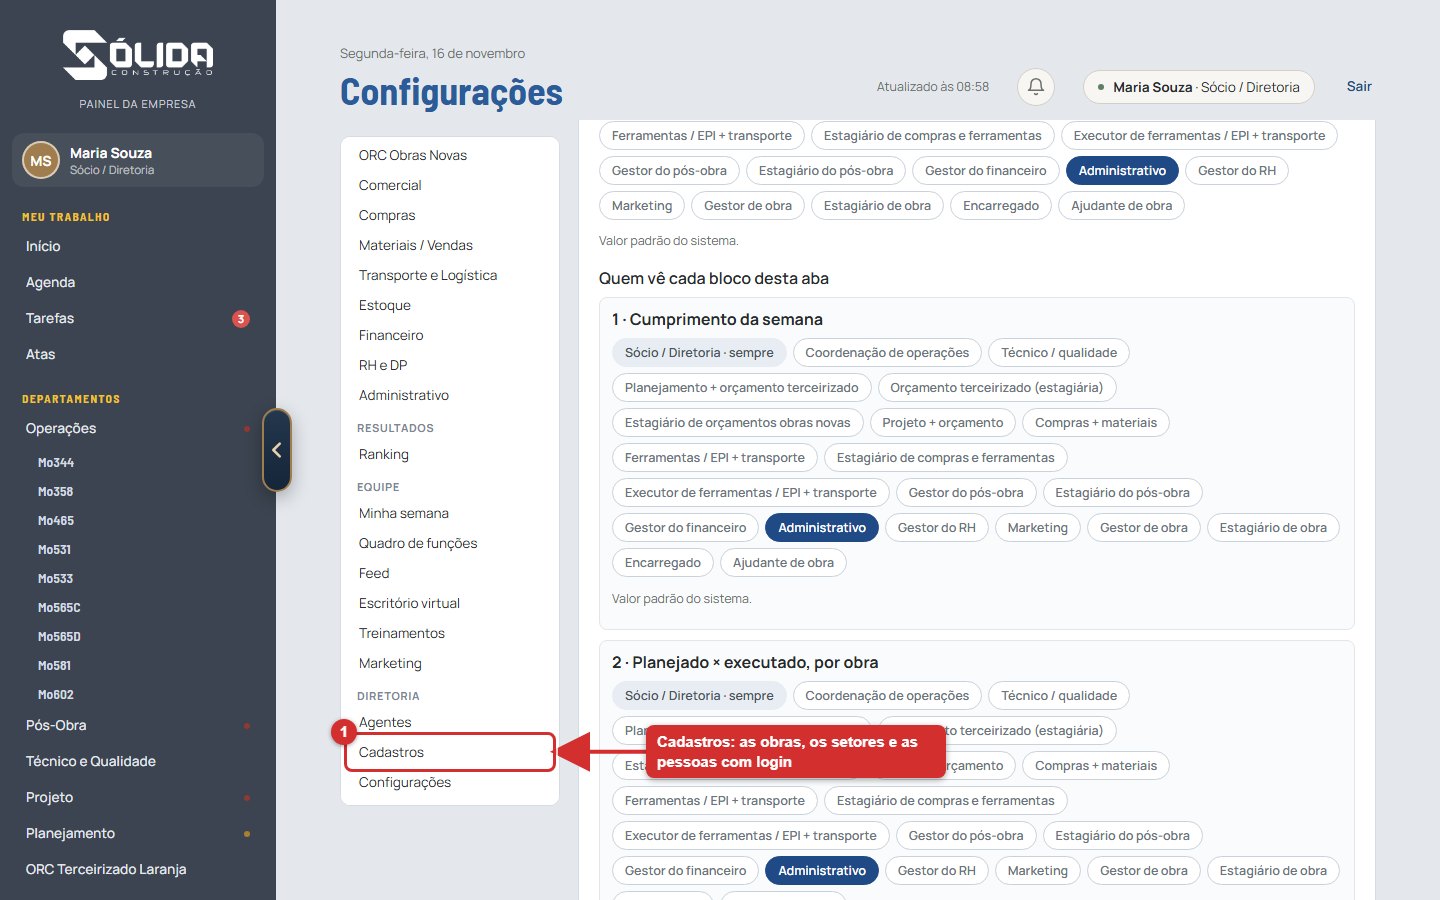 SÓLIDA
CONSTRUÇÃO
PAINEL DA EMPRESA
MS
Maria Souza
Sócio / Diretoria
MEU TRABALHO
Início
Agenda
Tarefas
3
Atas
DEPARTAMENTOS
Operações
Mo344
Mo358
Mo465
Mo531
Mo533
Mo565C
Mo565D
Mo581
Mo602
Pós-Obra
Técnico e Qualidade
Projeto
Planejamento
ORC Terceirizado Laranja
Segunda-feira, 16 de novembro
Configurações
Atualizado às 08:58
Maria Souza · Sócio / Diretoria
Sair
ORC Obras Novas
Comercial
Compras
Materiais / Vendas
Transporte e Logística
Estoque
Financeiro
RH e DP
Administrativo
RESULTADOS
Ranking
EQUIPE
Minha semana
Quadro de funções
Feed
Escritório virtual
Treinamentos
Marketing
DIRETORIA
Agentes
1
Cadastros
Configurações
Ferramentas / EPI + transporte Estagiário de compras e ferramentas Executor de ferramentas / EPI + transporte
Gestor do pós-obra Estagiário do pós-obra Gestor do financeiro Administrativo Gestor do RH
Marketing Gestor de obra Estagiário de obra Encarregado Ajudante de obra
Valor padrão do sistema.
Quem vê cada bloco desta aba
1 · Cumprimento da semana
Sócio / Diretoria · sempre Coordenação de operações Técnico / qualidade
Planejamento + orçamento terceirizado Orçamento terceirizado (estagiária)
Estagiário de orçamentos obras novas Projeto + orçamento Compras + materiais
Ferramentas / EPI + transporte Estagiário de compras e ferramentas
Executor de ferramentas / EPI + transporte Gestor do pós-obra Estagiário do pós-obra
Gestor do financeiro Administrativo Gestor do RH Marketing Gestor de obra Estagiário de obra
Encarregado Ajudante de obra
Valor padrão do sistema.
2 · Planejado × executado, por obra
Sócio / Diretoria · sempre Coordenação de operações Técnico / qualidade
terceirizado (estagiária)
Cadastros: as obras, os setores e as
pessoas com login
Compras + materiais
Ferramentas / EPI + transporte Estagiário de compras e ferramentas
Executor de ferramentas / EPI + transporte Gestor do pós-obra Estagiário do pós-obra
Gestor do financeiro Administrativo Gestor do RH Marketing Gestor de obra Estagiário de obra